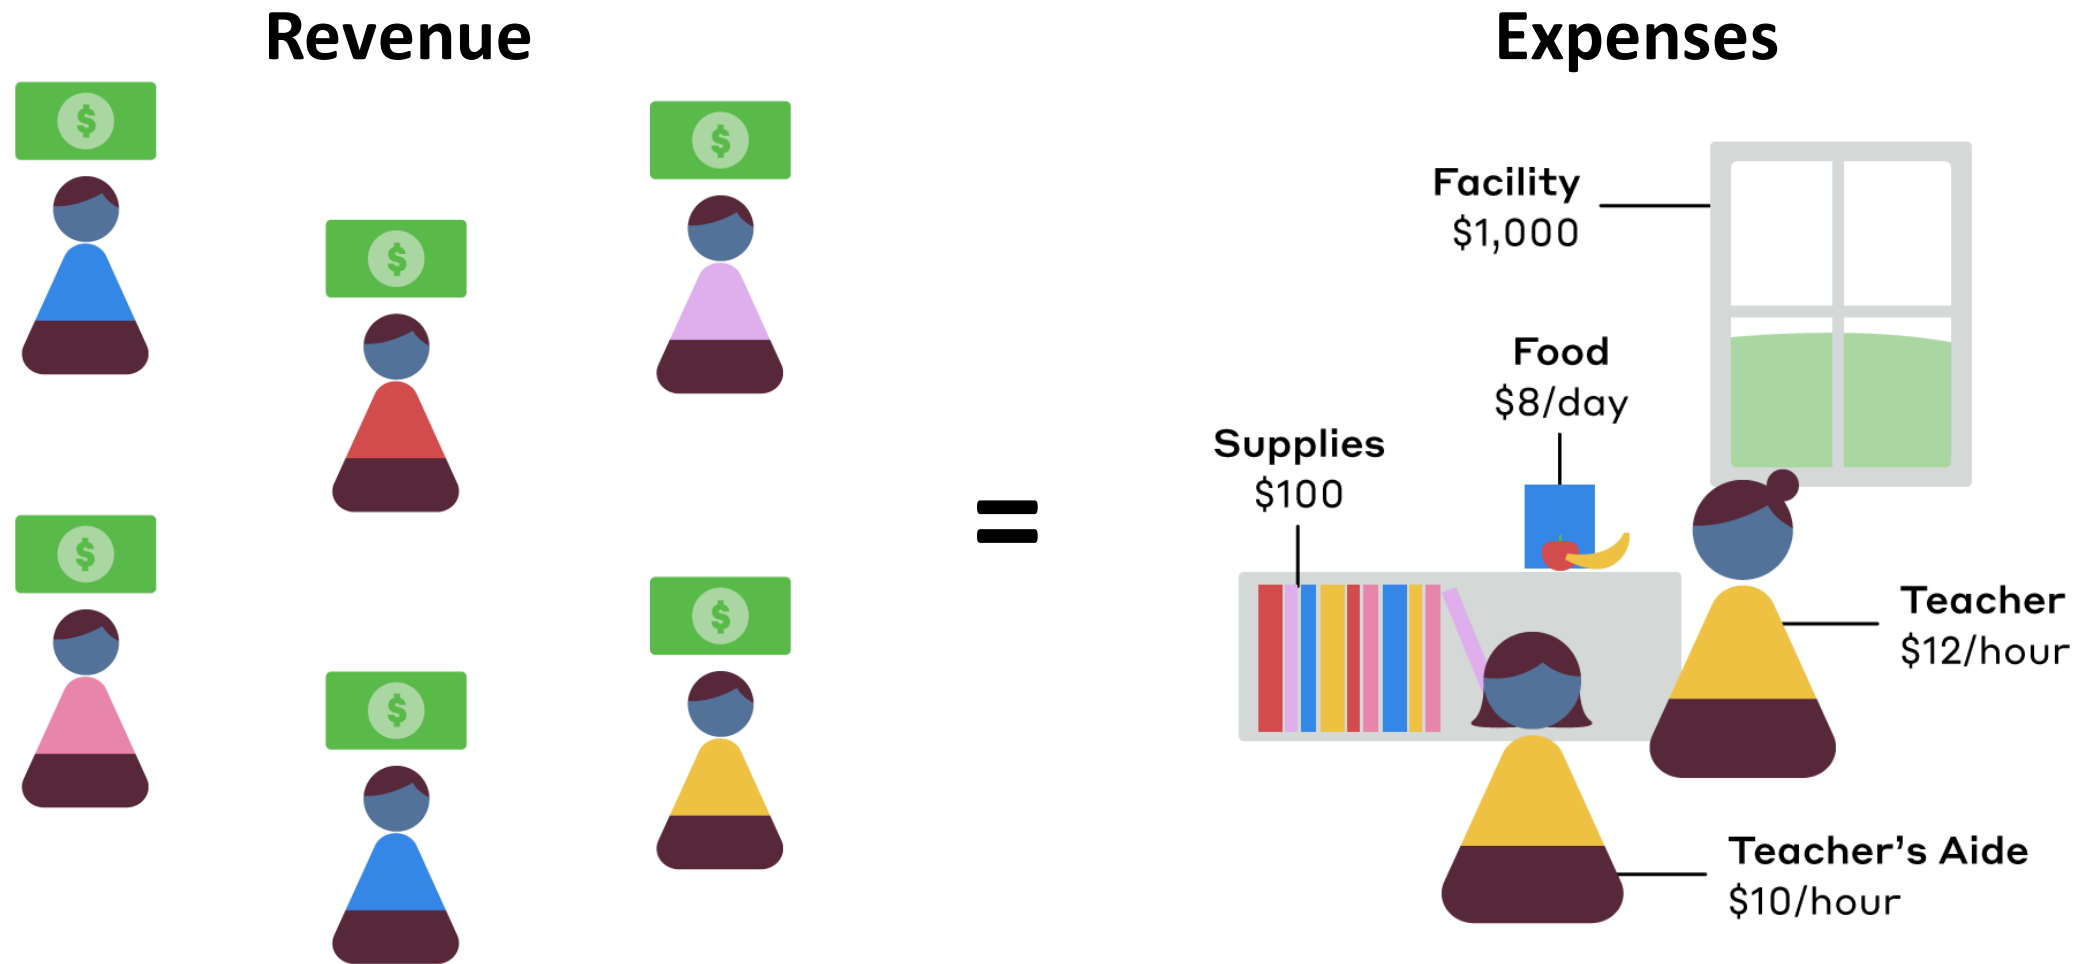 Revenue
Expenses
$
$
$
$
$
$
=
Facility
$1,000
Food
$8/day
Supplies
$100
Teacher
$12/hour
Teacher's Aide
$10/hour